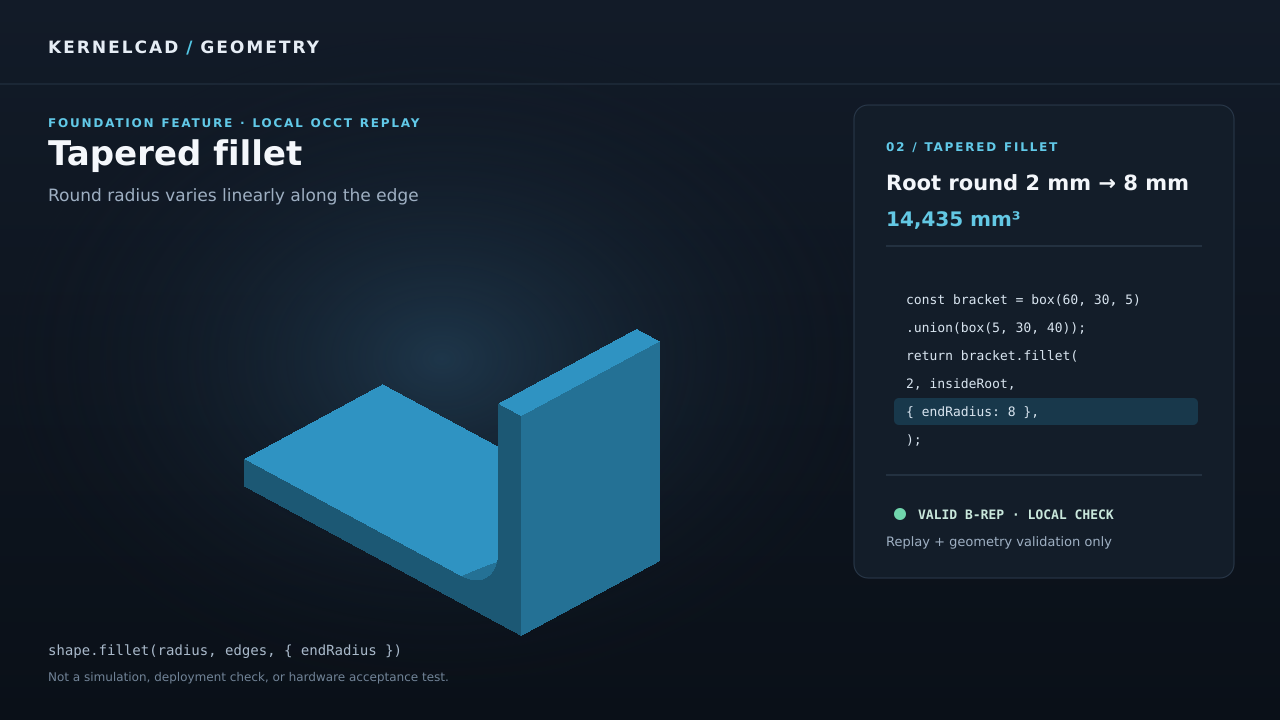 KERNELCAD / GEOMETRY
FOUNDATION FEATURE · LOCAL OCCT REPLAY
Tapered fillet
Round radius varies linearly along the edge
02 / TAPERED FILLET
Root round 2 mm → 8 mm
14,435 mm³
const bracket = box(60, 30, 5)
.union(box(5, 30, 40));
return bracket.fillet(
2, insideRoot,
{ endRadius: 8 },
);
VALID B-REP · LOCAL CHECK
Replay + geometry validation only
shape.fillet(radius, edges, { endRadius })
Not a simulation, deployment check, or hardware acceptance test.